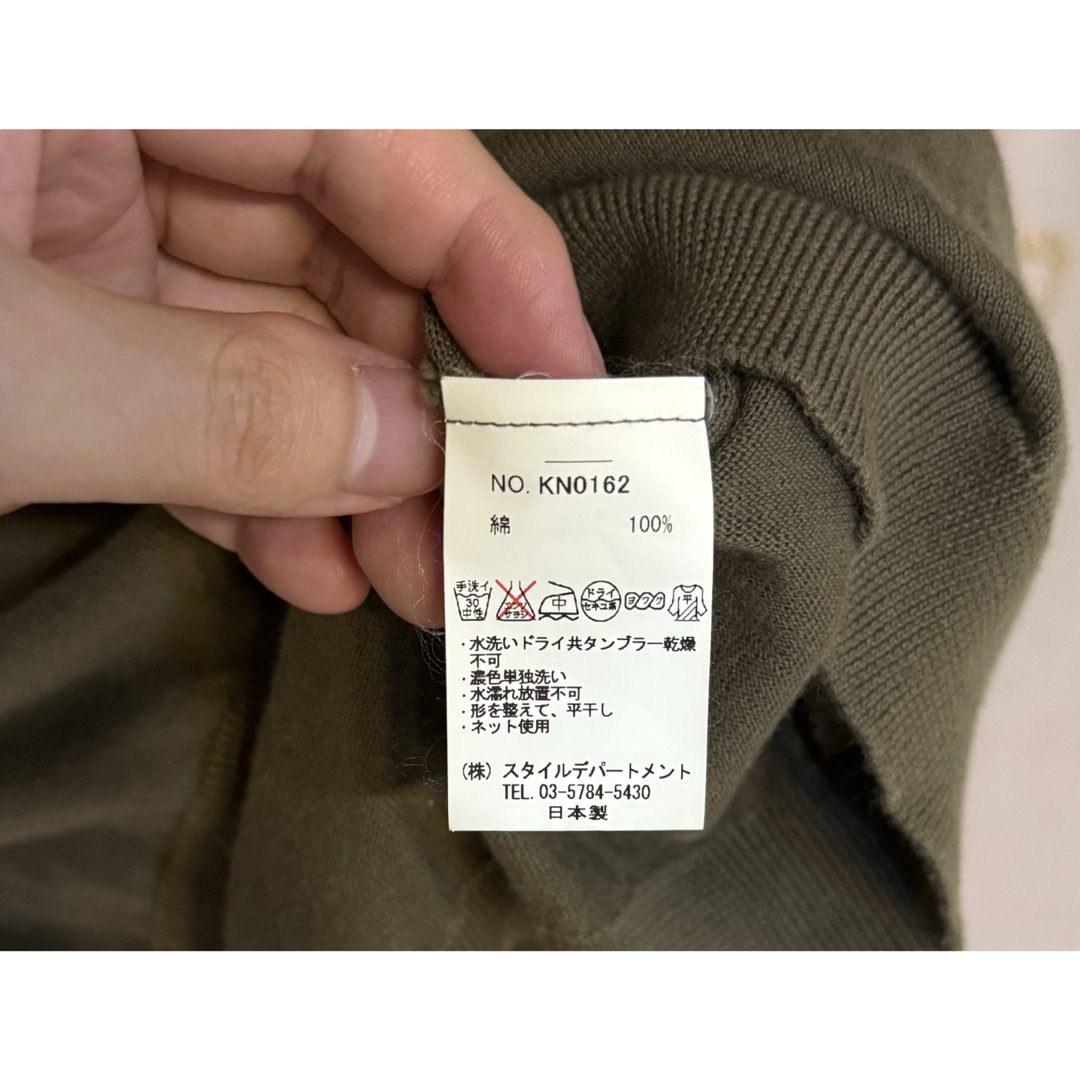 NO. KN0162
綿 100%
手洗イ
30
中性
エンソ
サラシ
中
ドライ
セキユ系
平
・水洗いドライ共タンブラー乾燥
不可
・濃色単独洗い
・水濡れ放置不可
・形を整えて、平干し
・ネット使用
(株) スタイルデパートメント
TEL. 03-5784-5430
日本製